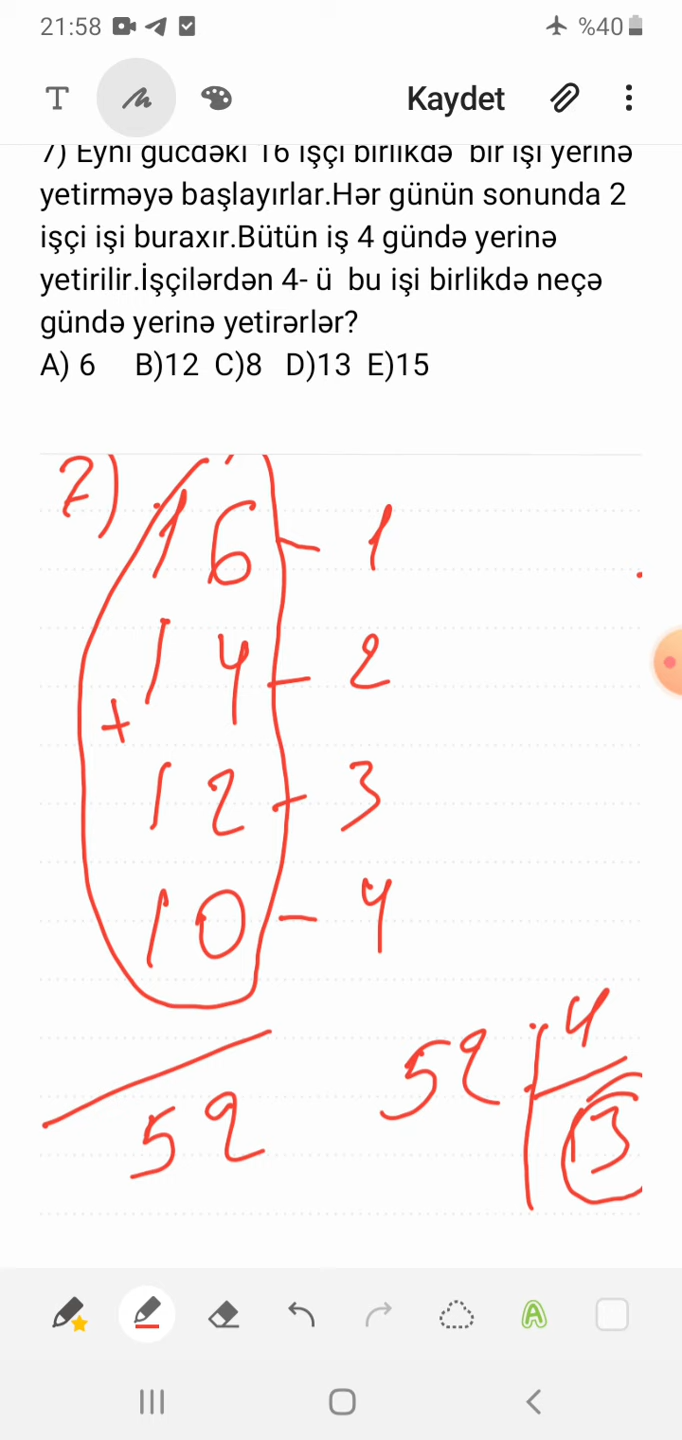 21:58 %40
T Kaydet
7) Eyni gücdəki 16 işçi birlikdə bir işi yerinə
yetirməyə başlayırlar.Hər günün sonunda 2
işçi işi buraxır.Bütün iş 4 gündə yerinə
yetirilir.İşçilərdən 4- ü bu işi birlikdə neçə
gündə yerinə yetirərlər?
A) 6 B)12 C)8 D)13 E)15
7) 16 - 1
14 - 2
+
12 - 3
10 - 4
52
52 4
13
A